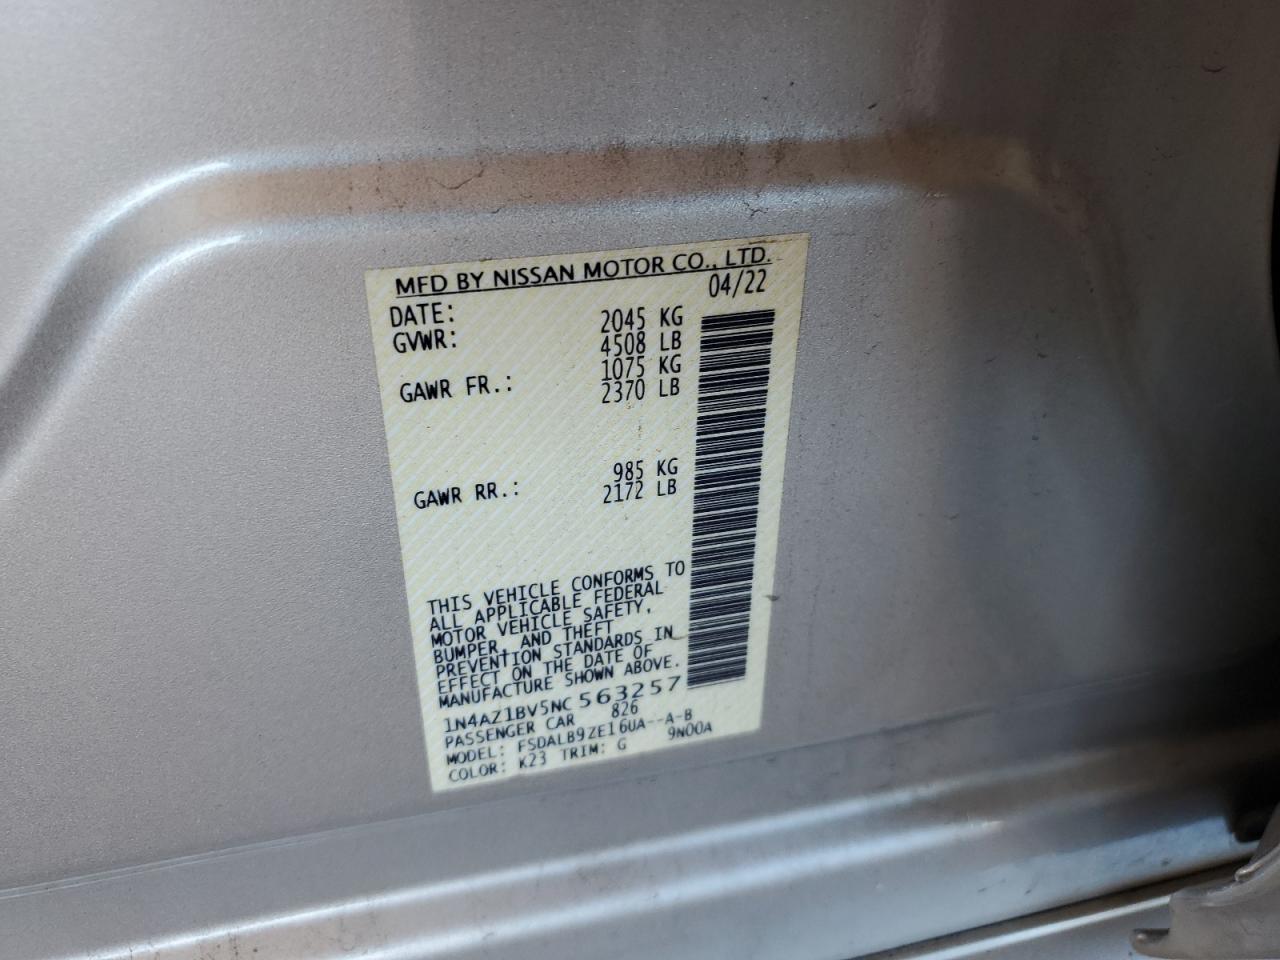 MFD BY NISSAN MOTOR CO., LTD.
DATE: 04/22
GVWR: 2045 KG
4508 LB
GAWR FR.: 1075 KG
2370 LB
GAWR RR.: 985 KG
2172 LB
THIS VEHICLE CONFORMS TO
ALL APPLICABLE FEDERAL
MOTOR VEHICLE SAFETY,
BUMPER, AND THEFT
PREVENTION STANDARDS IN
EFFECT ON THE DATE OF
MANUFACTURE SHOWN ABOVE.
1N4AZ1BV5NC563257
PASSENGER CAR 826
MODEL: FSDALB9ZE16UA--A-B
COLOR: K23 TRIM: G 9N00A